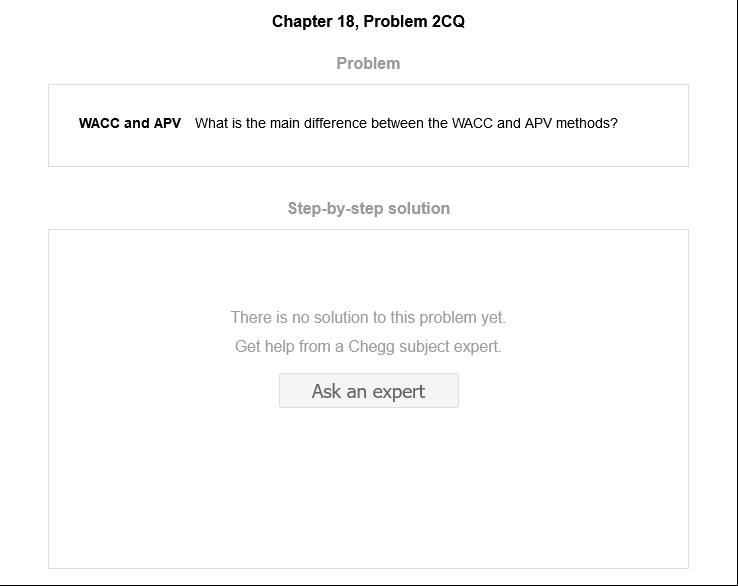 Chapter 18, Problem 2CQ
Problem
WACC and APV What is the main difference between the WACC and APV methods?
Step-by-step solution
There is no solution to this problem yet.
Get help from a Chegg subject expert.
Ask an expert